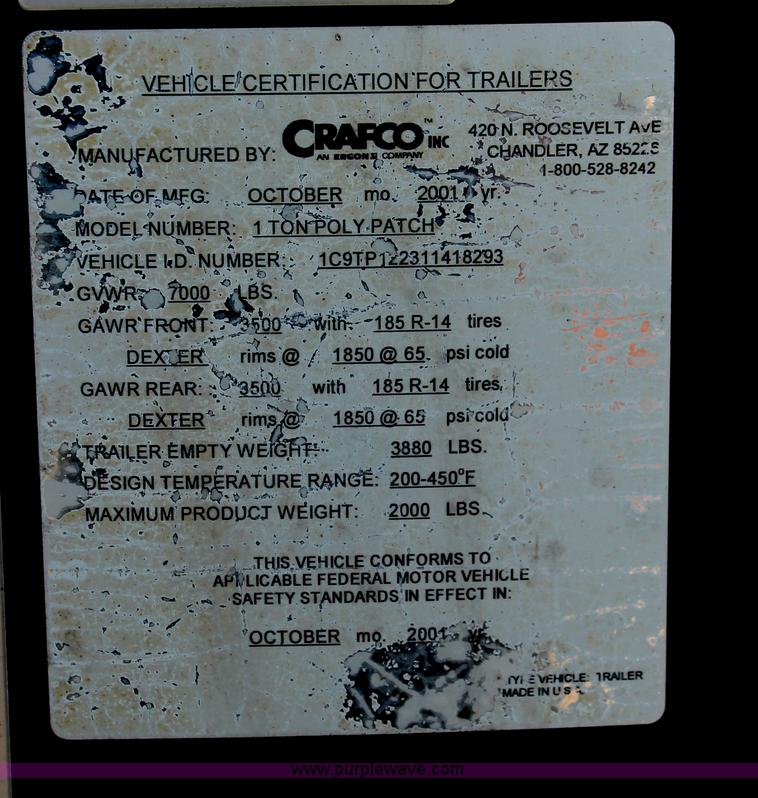 VEHICLE CERTIFICATION FOR TRAILERS
MANUFACTURED BY: CRAFCO™ INC
AN ERGON COMPANY
420 N. ROOSEVELT AVE
CHANDLER, AZ 85226
1-800-528-8242
DATE OF MFG: OCTOBER mo. 2001 yr.
MODEL NUMBER: 1 TON POLY PATCH
VEHICLE I.D. NUMBER:
GVWR: 7000 LBS.
GAWR FRONT: 3500 with 185 R-14 tires
DEXTER rims @ 1850 @ 65 psi cold
GAWR REAR: 3500 with 185 R-14 tires
DEXTER rims @ 1850 @ 65 psi cold
TRAILER EMPTY WEIGHT: 3880 LBS.
DESIGN TEMPERATURE RANGE: 200-450°F
MAXIMUM PRODUCT WEIGHT: 2000 LBS.
THIS VEHICLE CONFORMS TO
APPLICABLE FEDERAL MOTOR VEHICLE
SAFETY STANDARDS IN EFFECT IN:
OCTOBER mo. 2001 yr.
TYPE VEHICLE: TRAILER
MADE IN U S A
www.purplewave.com